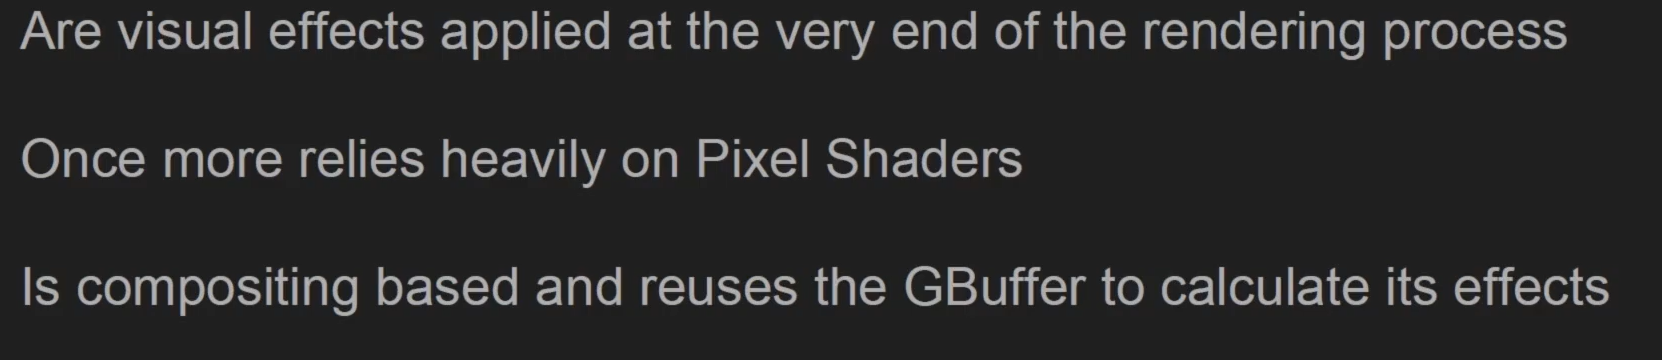 Are visual effects applied at the very end of the rendering process
Once more relies heavily on Pixel Shaders
Is compositing based and reuses the GBuffer to calculate its effects